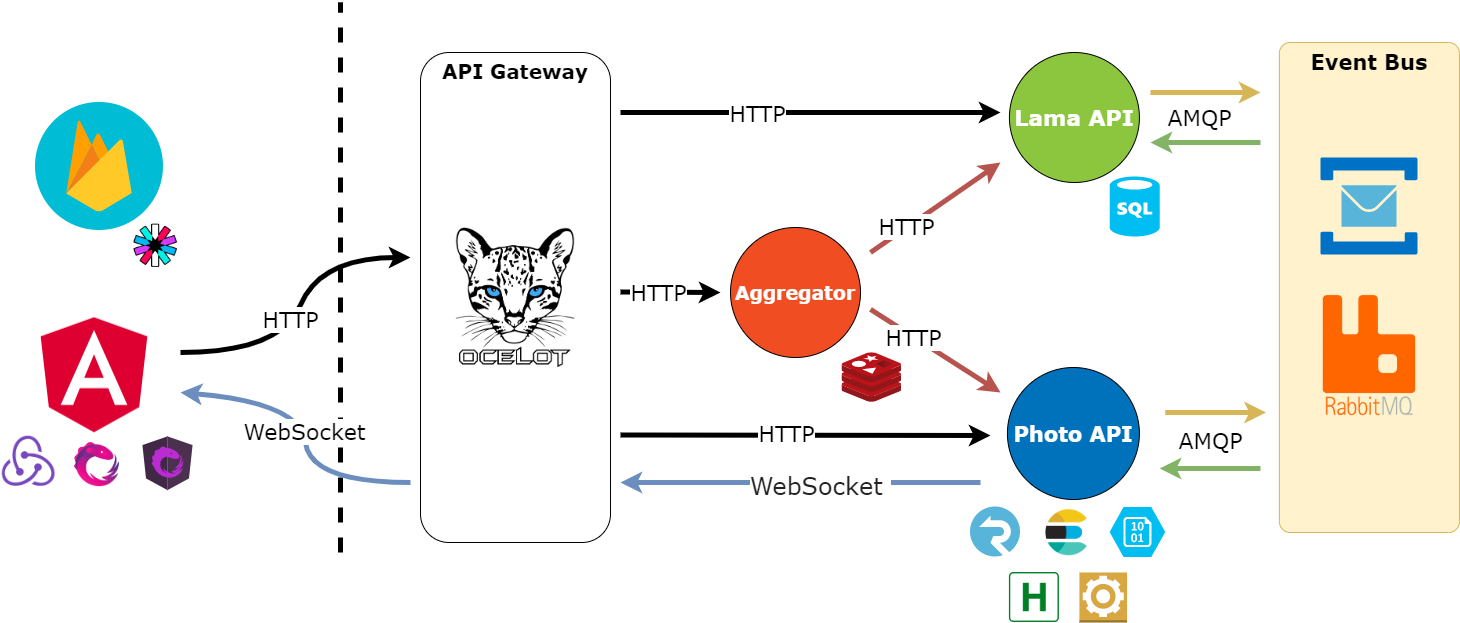 API Gateway
Event Bus
HTTP
Lama API
AMQP
SQL
HTTP
HTTP
Aggregator
HTTP
HTTP
OCELOT
A
RabbitMQ
WebSocket
HTTP
Photo API
AMQP
WebSocket
10
01
H